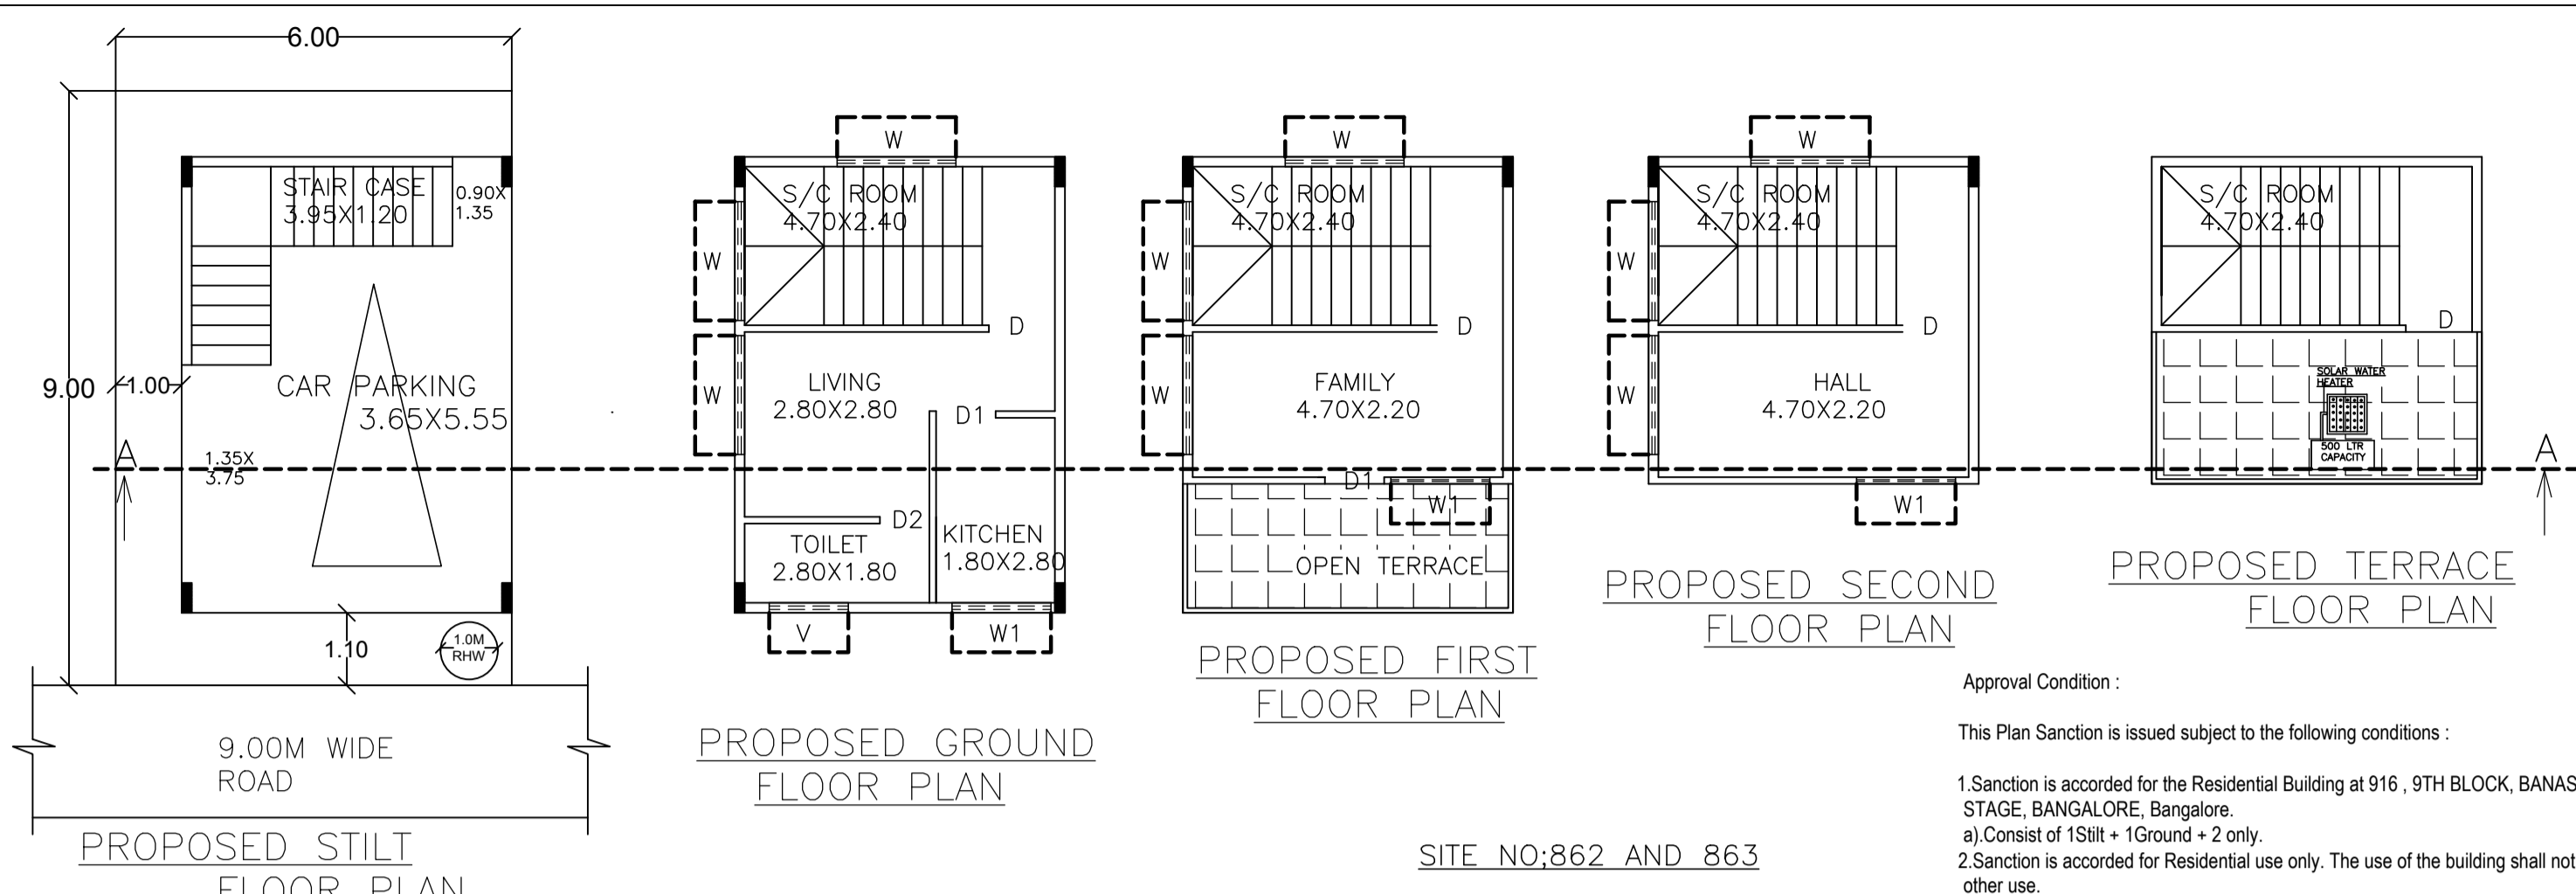 6.00
9.00
1.00
STAIR CASE
3.95X1.20
0.90X
1.35
CAR PARKING
3.65X5.55
1.35X
3.75
A
1.10
1.0M
RHW
9.00M WIDE
ROAD
PROPOSED STILT
FLOOR PLAN
W
S/C ROOM
4.70X2.40
W
D
W
LIVING
2.80X2.80
D1
D2
TOILET
2.80X1.80
KITCHEN
1.80X2.80
V
W1
PROPOSED GROUND
FLOOR PLAN
W
S/C ROOM
4.70X2.40
W
D
W
FAMILY
4.70X2.20
D1
W1
OPEN TERRACE
PROPOSED FIRST
FLOOR PLAN
W
S/C ROOM
4.70X2.40
W
D
W
HALL
4.70X2.20
W1
PROPOSED SECOND
FLOOR PLAN
S/C ROOM
4.70X2.40
D
SOLAR WATER
HEATER
500 LTR
CAPACITY
A
PROPOSED TERRACE
FLOOR PLAN
SITE NO;862 AND 863
Approval Condition :
This Plan Sanction is issued subject to the following conditions :
1.Sanction is accorded for the Residential Building at 916 , 9TH BLOCK, BANAS
STAGE, BANGALORE, Bangalore.
a).Consist of 1Stilt + 1Ground + 2 only.
2.Sanction is accorded for Residential use only. The use of the building shall not
other use.